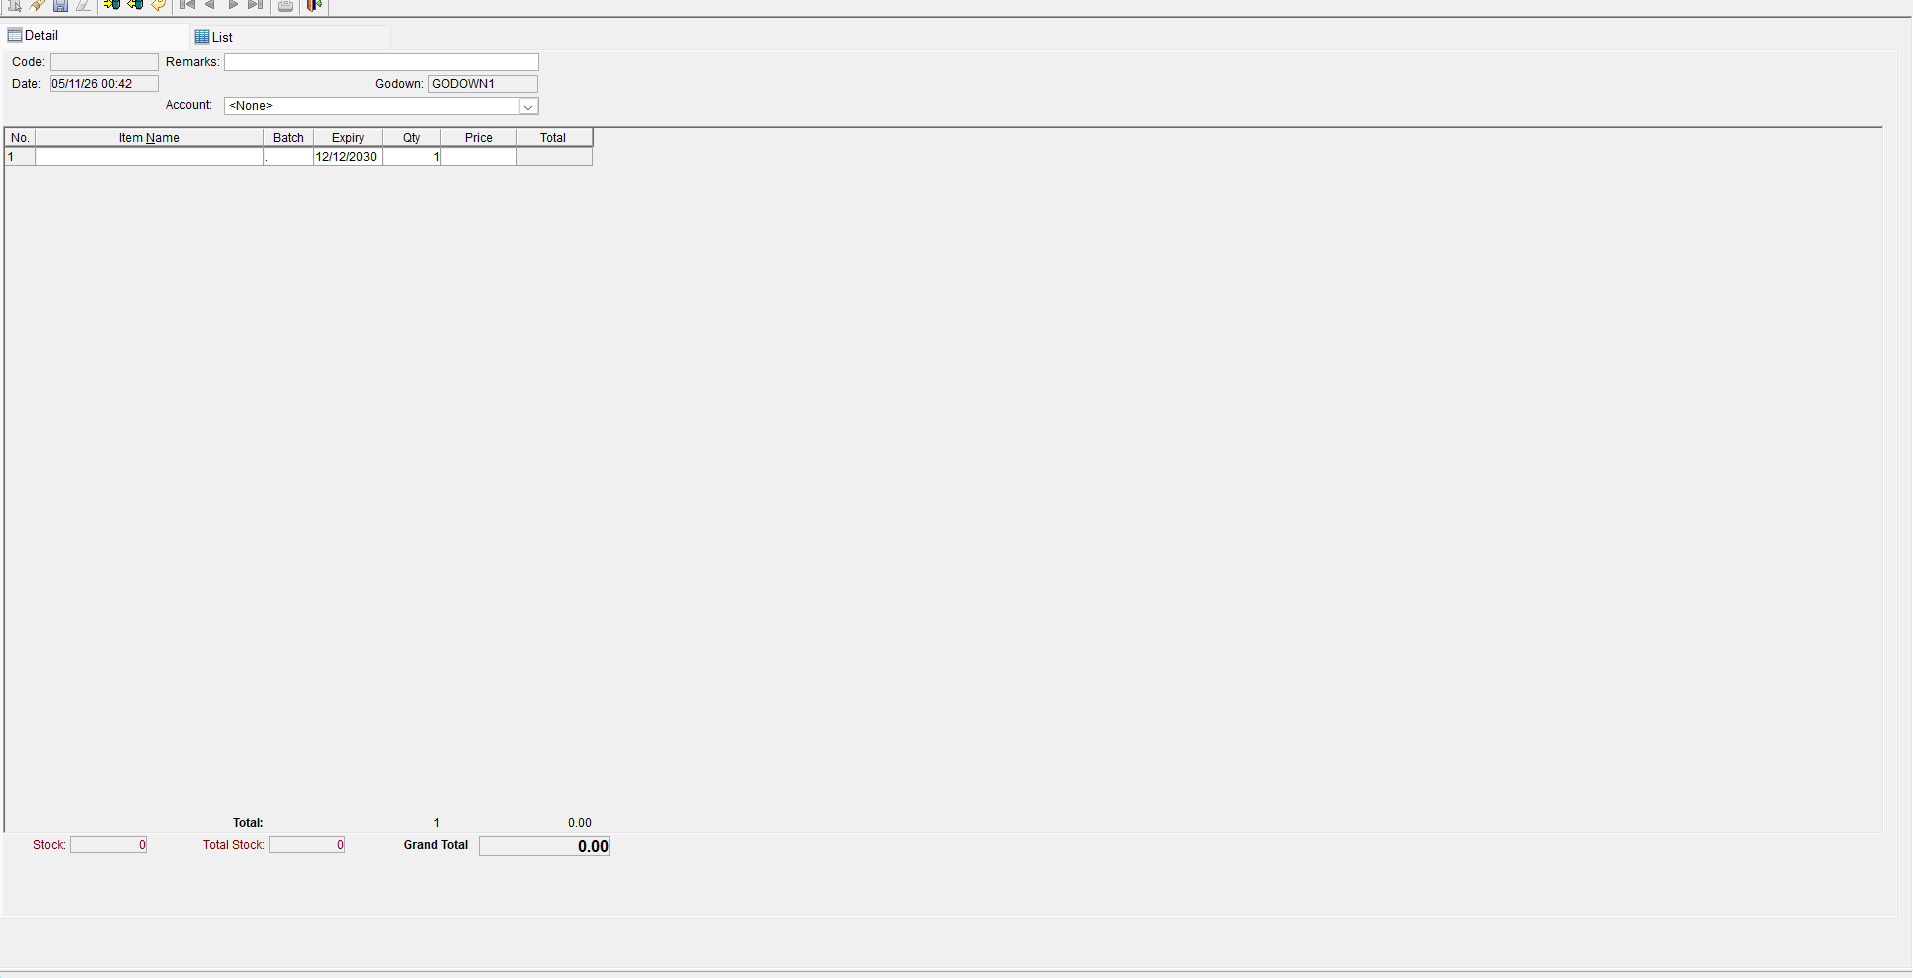 Detail List
Code: Remarks:
Date: 05/11/26 00:42 Godown: GODOWN1
Account: <None>
No. Item Name Batch Expiry Qty Price Total
1 . 12/12/2030 1
Total: 1 0.00
Stock: 0 Total Stock: 0 Grand Total 0.00